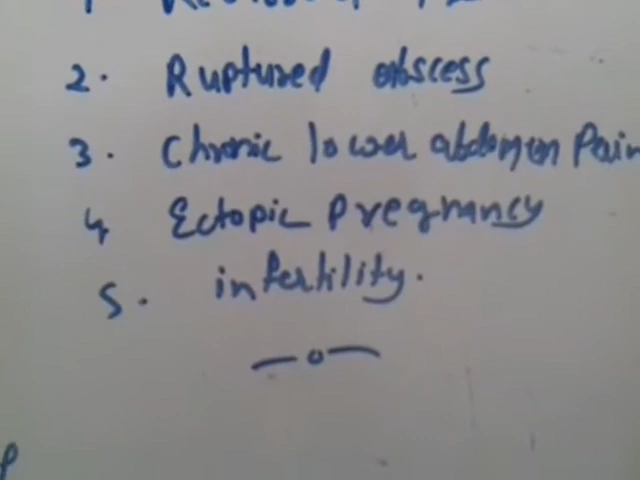 2. Ruptured abscess
3. Chronic lower abdomen Pain
4 Ectopic Pregnancy
5. infertility.